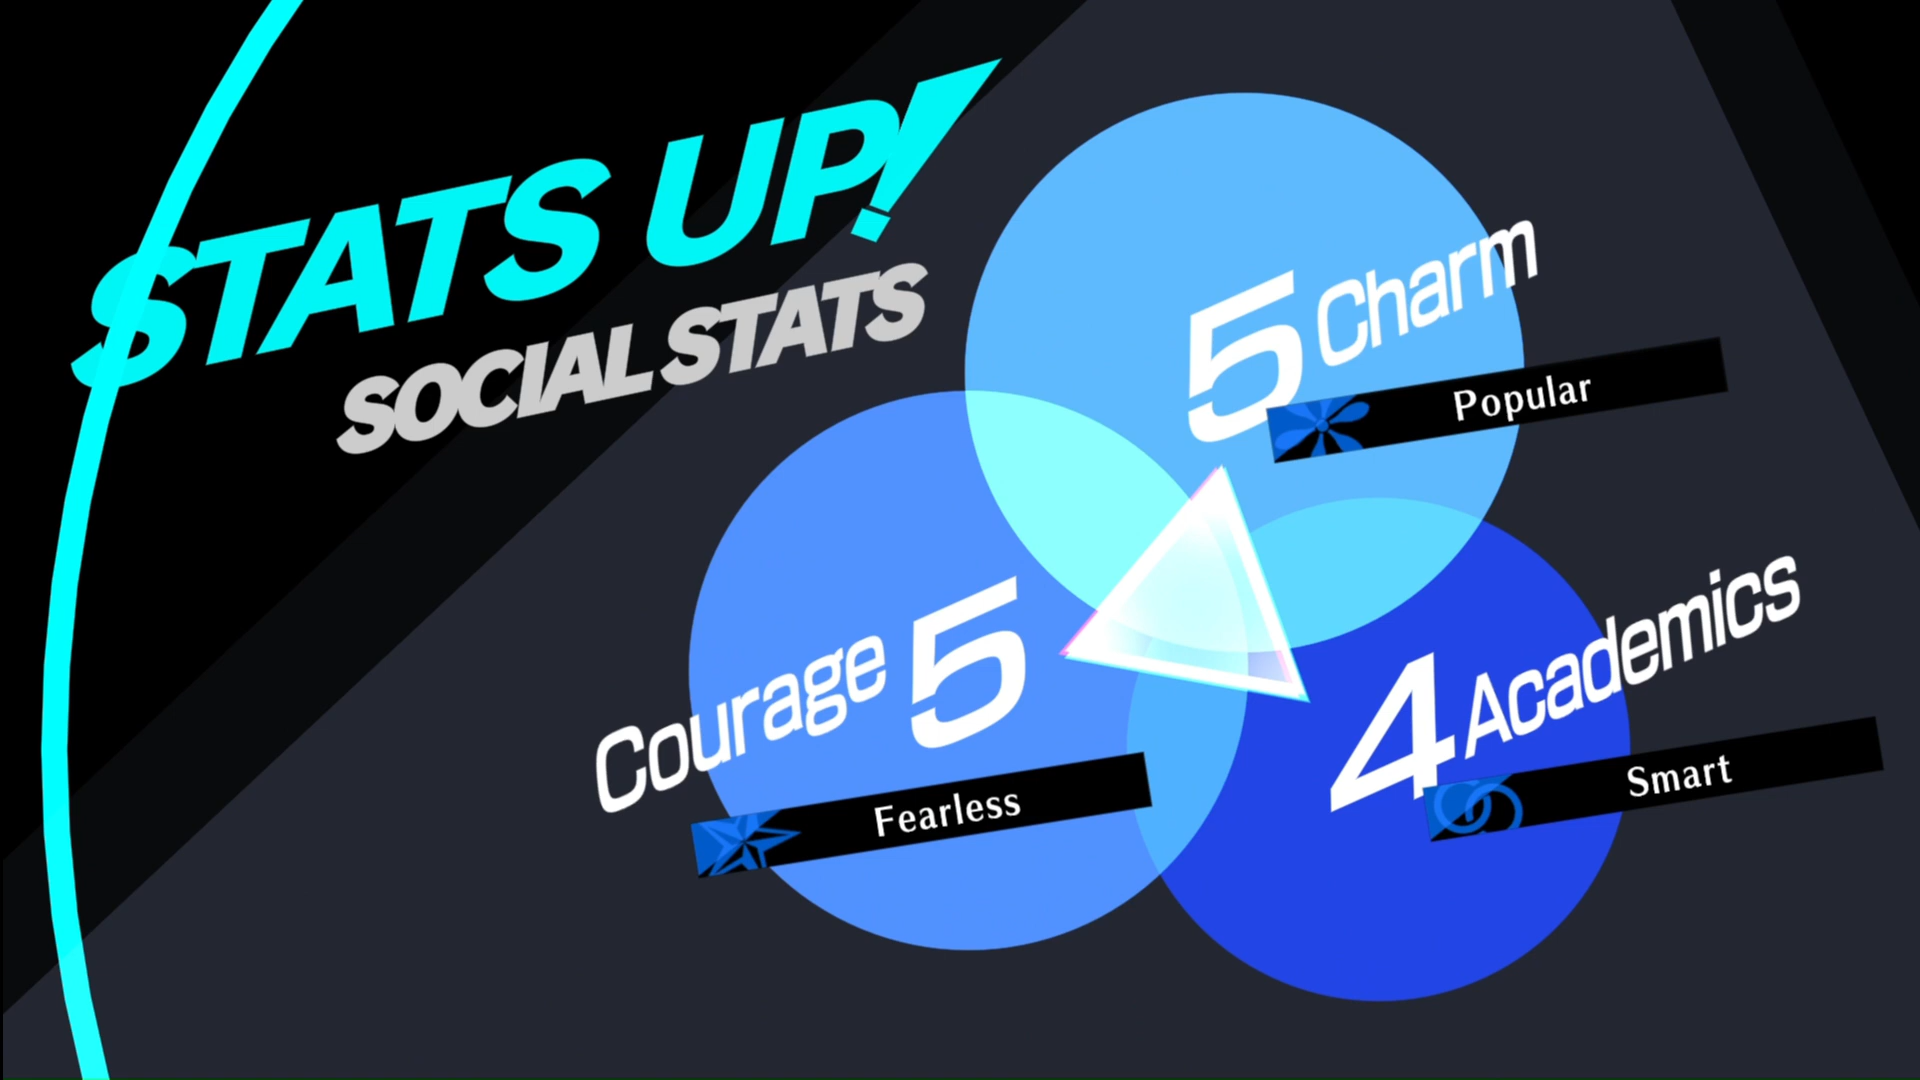 STATS UP!
SOCIAL STATS
5 Charm
Popular
Courage 5
Fearless
4 Academics
Smart